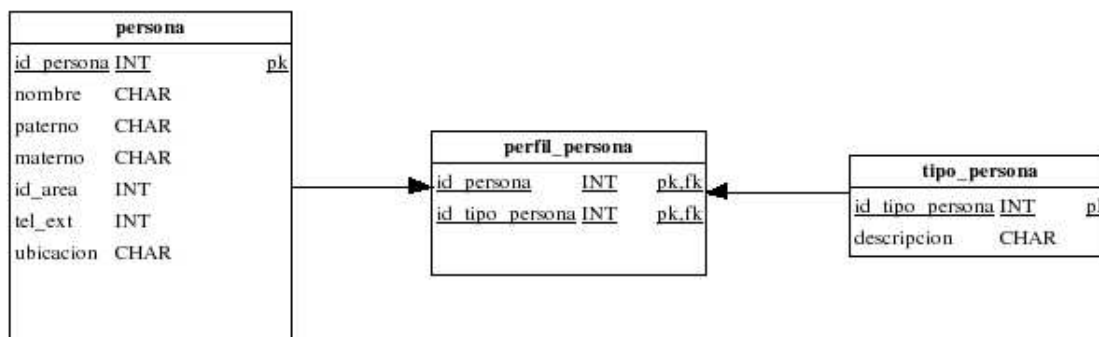 persona
id_persona INT pk
nombre CHAR
paterno CHAR
materno CHAR
id_area INT
tel_ext INT
ubicacion CHAR
perfil_persona
id_persona INT pk,fk
id_tipo_persona INT pk,fk
tipo_persona
id_tipo_persona INT pk
descripcion CHAR